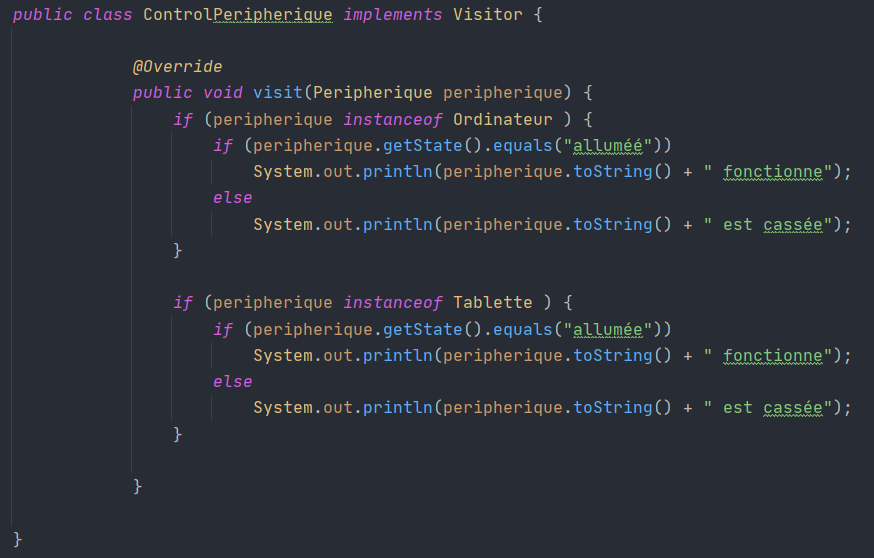 public class ControlPeripherique implements Visitor {
@Override
public void visit(Peripherique peripherique) {
if (peripherique instanceof Ordinateur ) {
if (peripherique.getState().equals("alluméé"))
System.out.println(peripherique.toString() + " fonctionne");
else
System.out.println(peripherique.toString() + " est cassée");
}
if (peripherique instanceof Tablette ) {
if (peripherique.getState().equals("allumée"))
System.out.println(peripherique.toString() + " fonctionne");
else
System.out.println(peripherique.toString() + " est cassée");
}
}
}